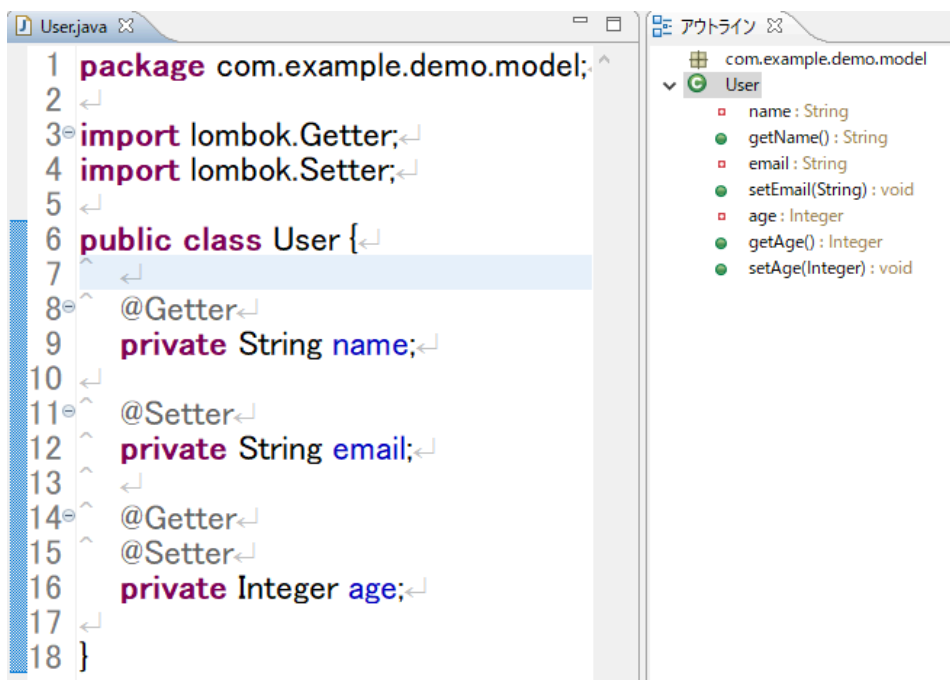 User.java
1 package com.example.demo.model;
2
3 import lombok.Getter;
4 import lombok.Setter;
5
6 public class User {
7
8 @Getter
9 private String name;
10
11 @Setter
12 private String email;
13
14 @Getter
15 @Setter
16 private Integer age;
17
18 }
アウトライン
com.example.demo.model
User
name : String
getName() : String
email : String
setEmail(String) : void
age : Integer
getAge() : Integer
setAge(Integer) : void